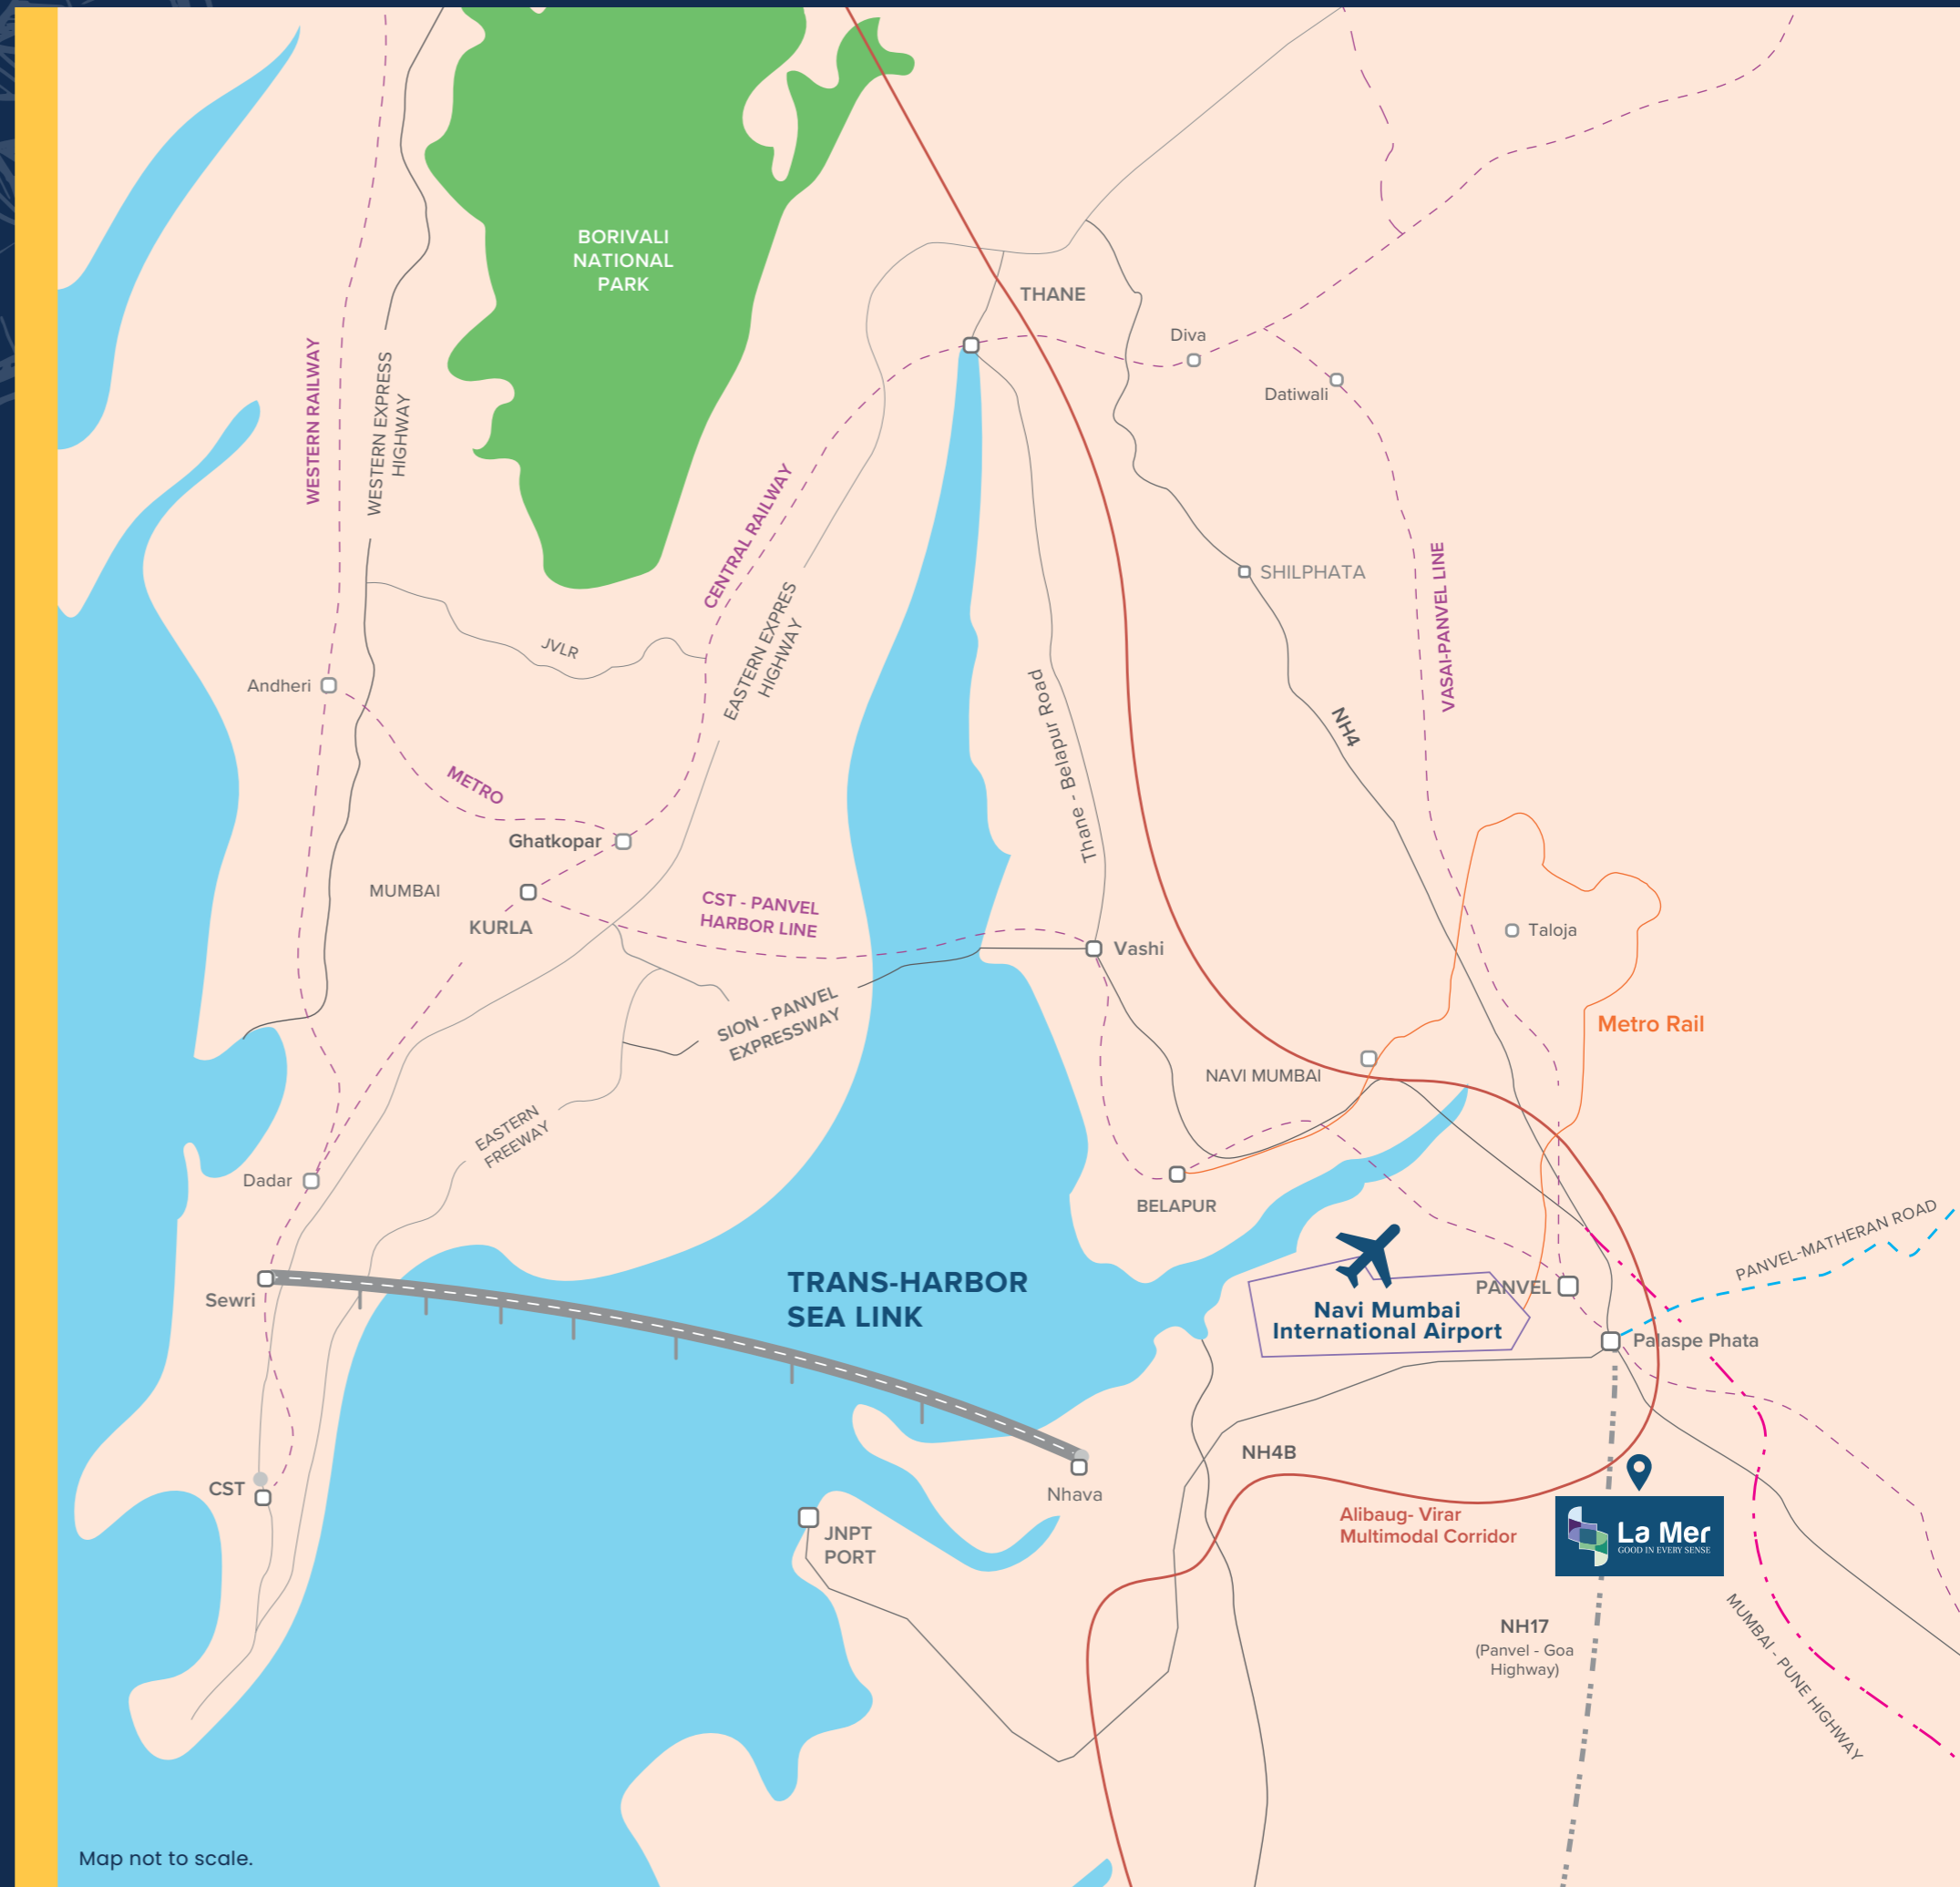 BORIVALI
NATIONAL
PARK
THANE
Diva
Datiwali
WESTERN RAILWAY
WESTERN EXPRESS
HIGHWAY
CENTRAL RAILWAY
EASTERN EXPRES
HIGHWAY
SHILPHATA
VASAI-PANVEL LINE
JVLR
Andheri
Thane - Belapur Road
NH4
METRO
Ghatkopar
MUMBAI
KURLA
CST - PANVEL
HARBOR LINE
Vashi
Taloja
SION - PANVEL
EXPRESSWAY
Metro Rail
NAVI MUMBAI
EASTERN
FREEWAY
Dadar
BELAPUR
PANVEL-MATHERAN ROAD
Sewri
TRANS-HARBOR
SEA LINK
PANVEL
Navi Mumbai
International Airport
Palaspe Phata
NH4B
CST
Nhava
JNPT
PORT
Alibaug- Virar
Multimodal Corridor
La Mer
GOOD IN EVERY SENSE
NH17
(Panvel - Goa
Highway)
MUMBAI - PUNE HIGHWAY
Map not to scale.